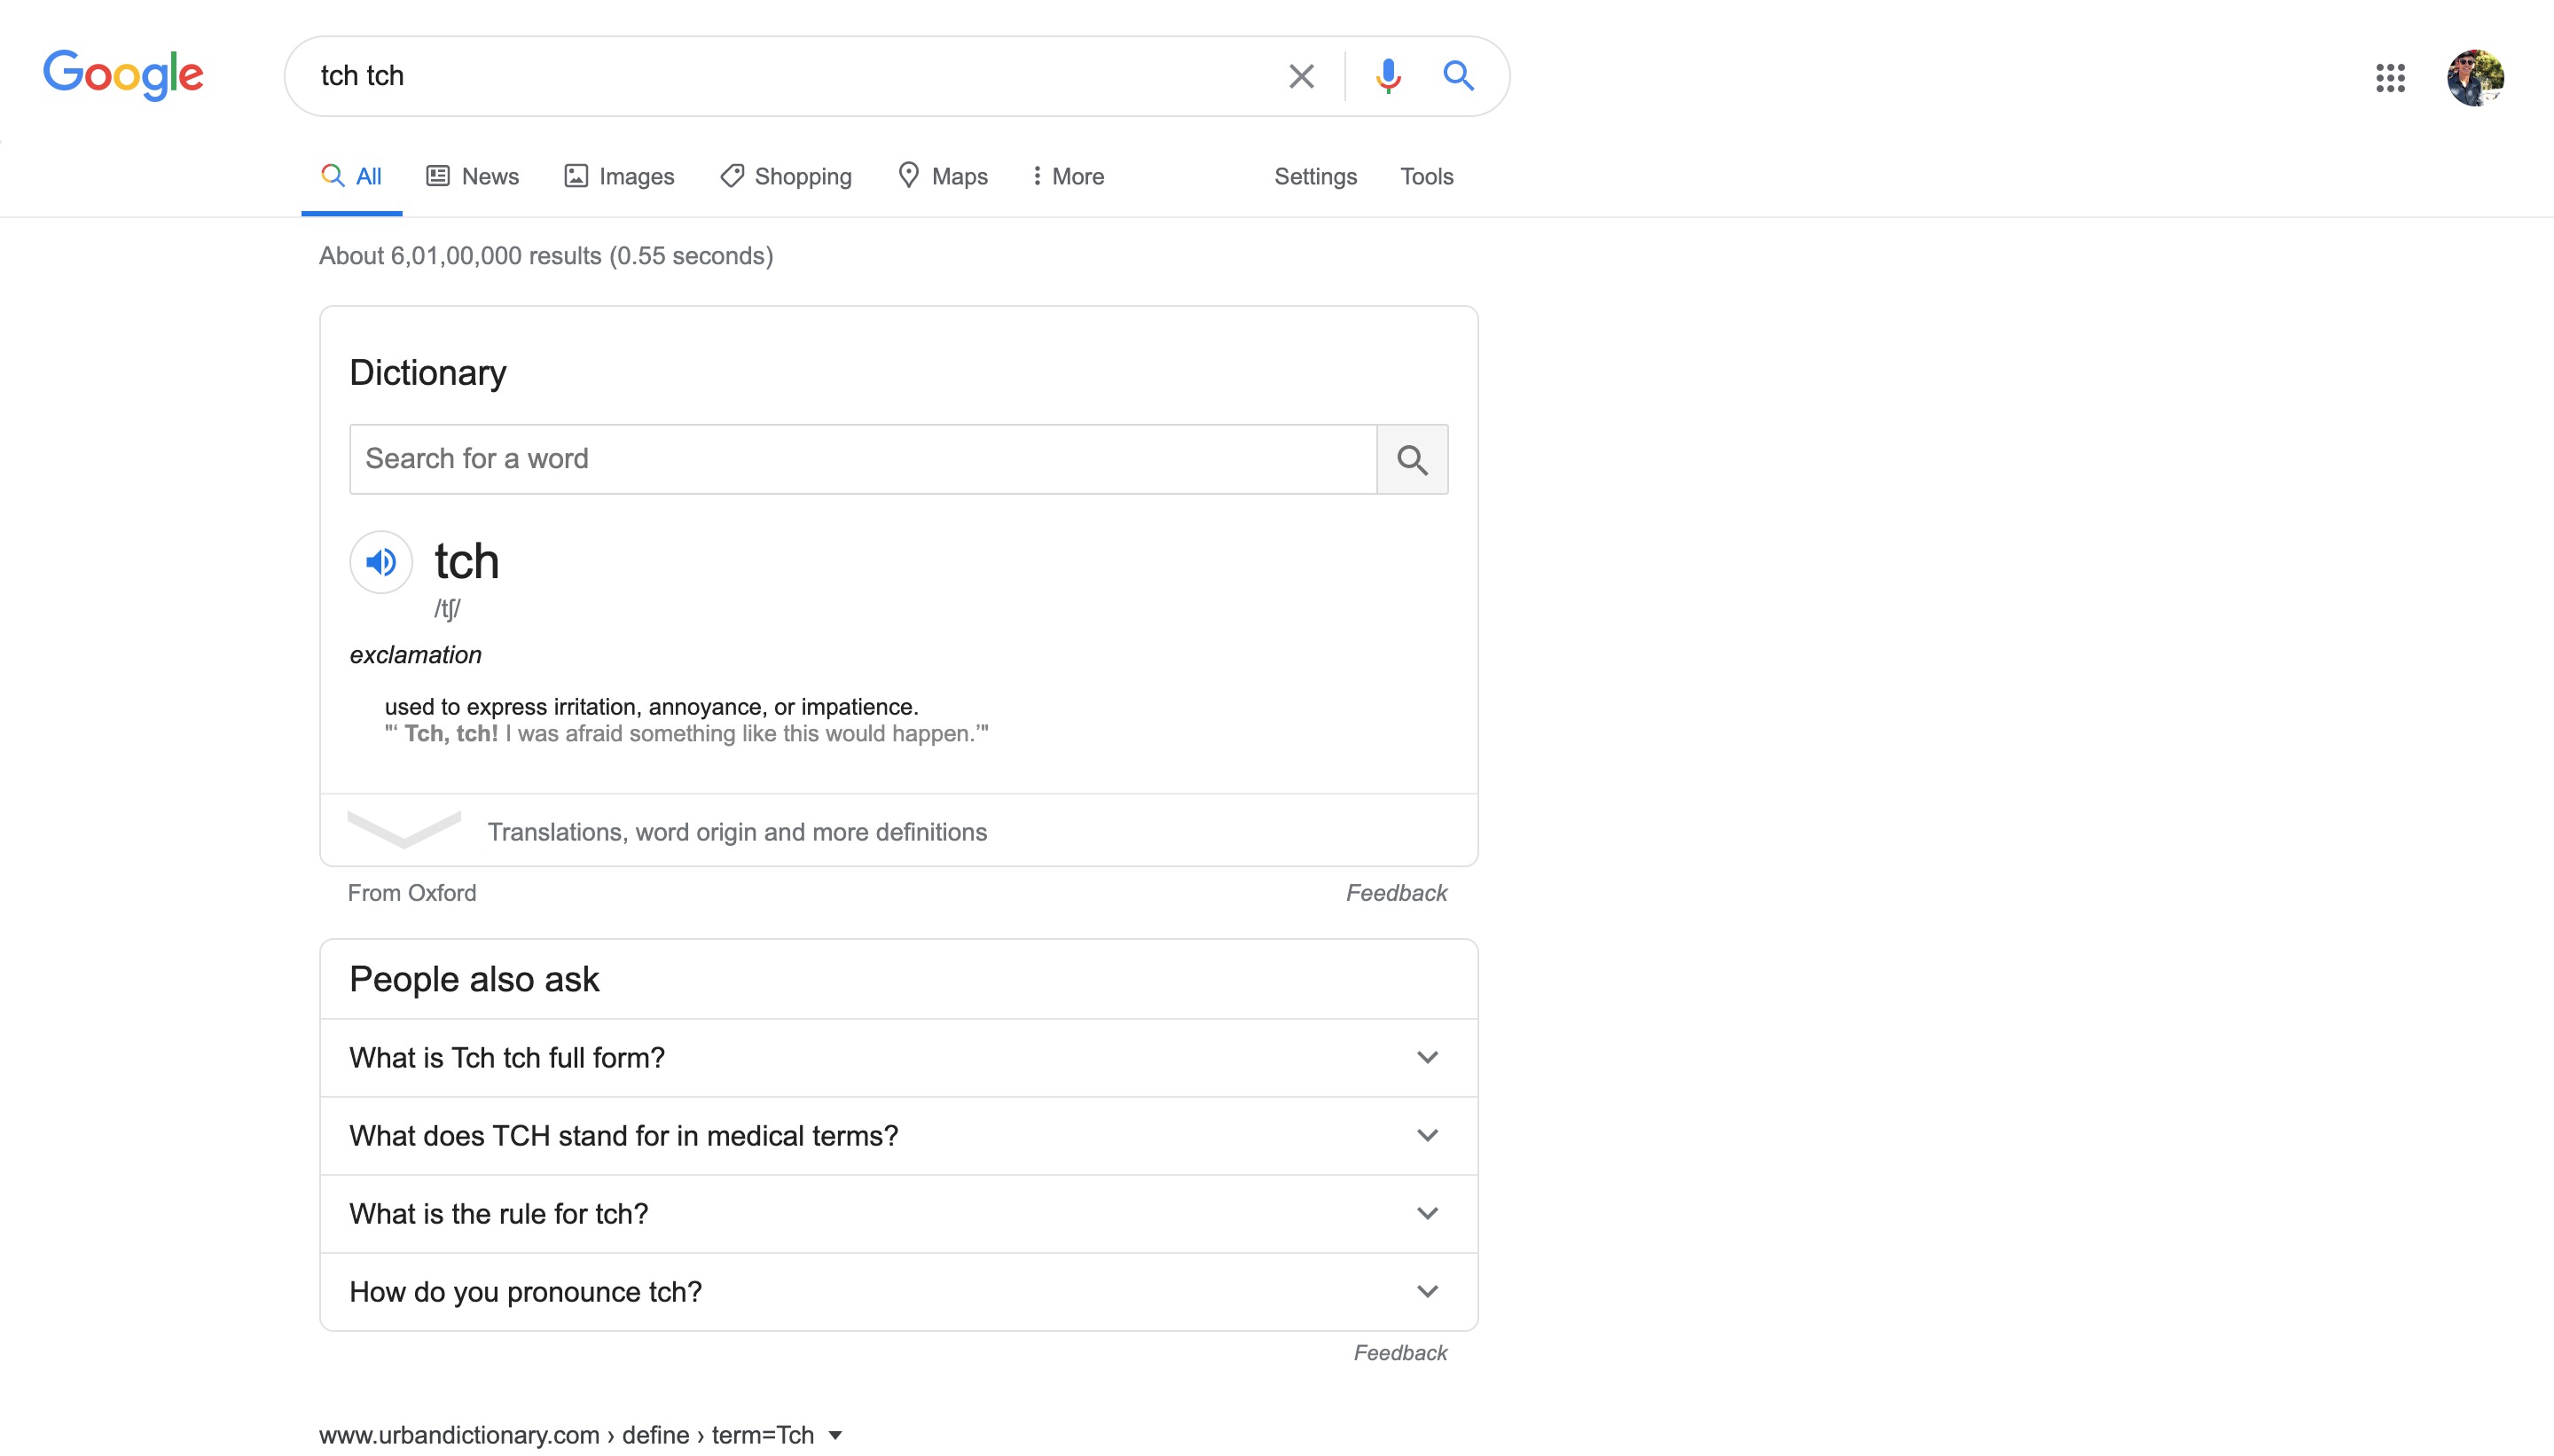 Google
tch tch
All News Images Shopping Maps More Settings Tools
About 6,01,00,000 results (0.55 seconds)
Dictionary
Search for a word
tch
/tʃ/
exclamation
used to express irritation, annoyance, or impatience.
"‘ Tch, tch! I was afraid something like this would happen.’"
Translations, word origin and more definitions
From Oxford Feedback
People also ask
What is Tch tch full form?
What does TCH stand for in medical terms?
What is the rule for tch?
How do you pronounce tch?
Feedback
www.urbandictionary.com › define › term=Tch